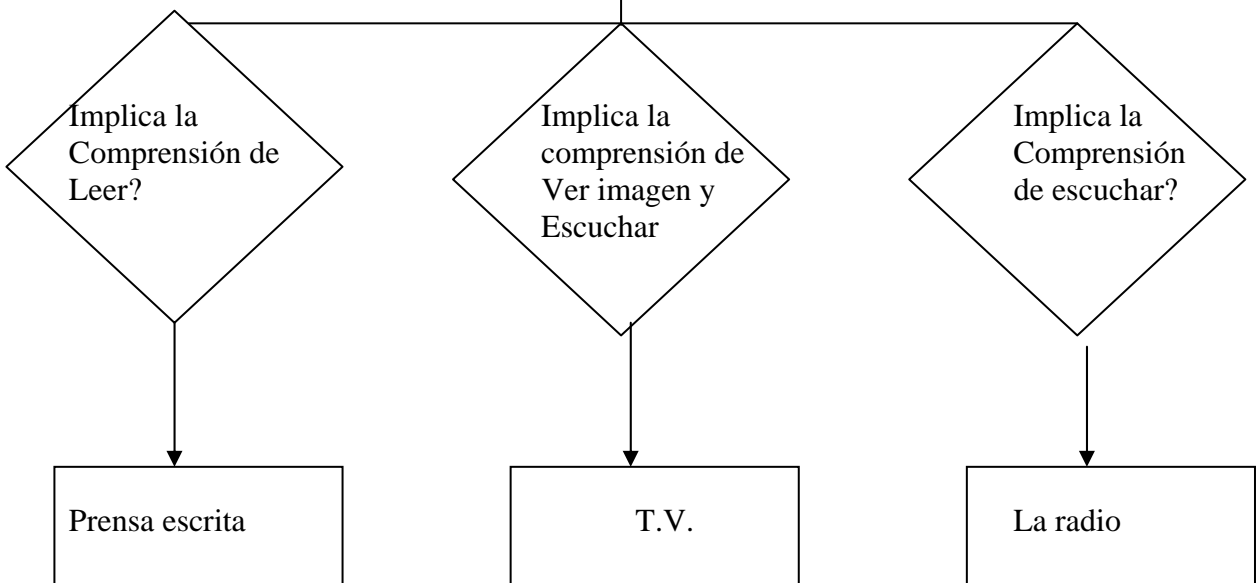 Implica la
Comprensión de
Leer?
Implica la
comprensión de
Ver imagen y
Escuchar
Implica la
Comprensión
de escuchar?
Prensa escrita
T.V.
La radio